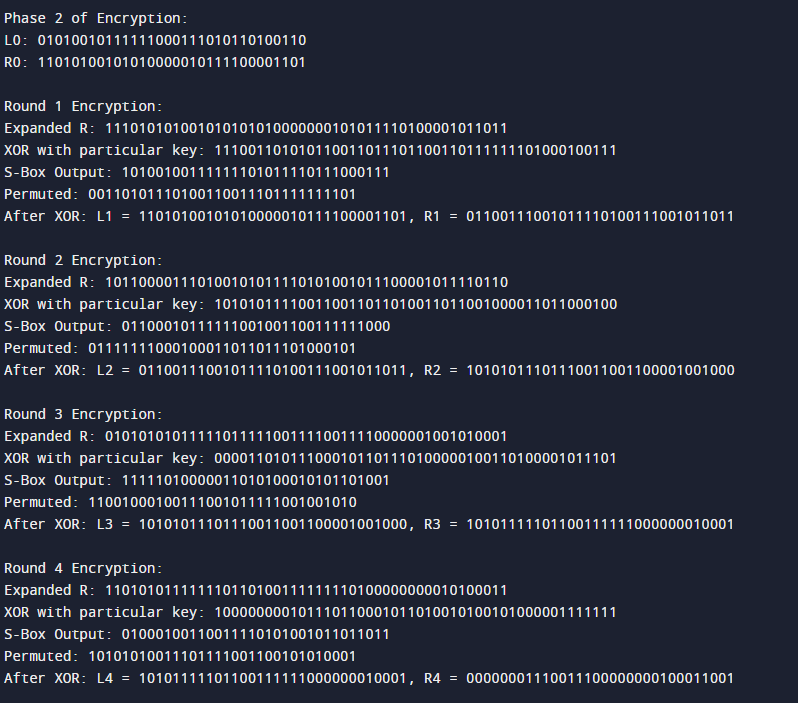 Phase 2 of Encryption:
L0: 01010010111111000111010110100110
R0: 11010100101010000010111100001101
Round 1 Encryption:
Expanded R: 111010101001010101010000000101011110100001011011
XOR with particular key: 111001101010110011011101100110111111101000100111
S-Box Output: 10100100111111101011110111000111
Permuted: 00110101110100110011101111111101
After XOR: L1 = 11010100101010000010111100001101, R1 = 01100111001011110100111001011011
Round 2 Encryption:
Expanded R: 101100001110100101011110101001011100001011110110
XOR with particular key: 101010111100110011011010011011001000011011000100
S-Box Output: 01100010111111001001100111111000
Permuted: 01111111000100011011011101000101
After XOR: L2 = 01100111001011110100111001011011, R2 = 10101011101110011001100001001000
Round 3 Encryption:
Expanded R: 010101010111110111110011110011110000001001010001
XOR with particular key: 000011010111000101101110100000100110100001011101
S-Box Output: 11111010000011010100010101101001
Permuted: 11001000100111001011111001001010
After XOR: L3 = 10101011101110011001100001001000, R3 = 10101111101100111111000000010001
Round 4 Encryption:
Expanded R: 110101011111110110100111111110100000000010100011
XOR with particular key: 100000000101110110001011010010100101000001111111
S-Box Output: 01000100110011110101001011011011
Permuted: 10101010011101111001100101010001
After XOR: L4 = 10101111101100111111000000010001, R4 = 00000001110011100000000100011001